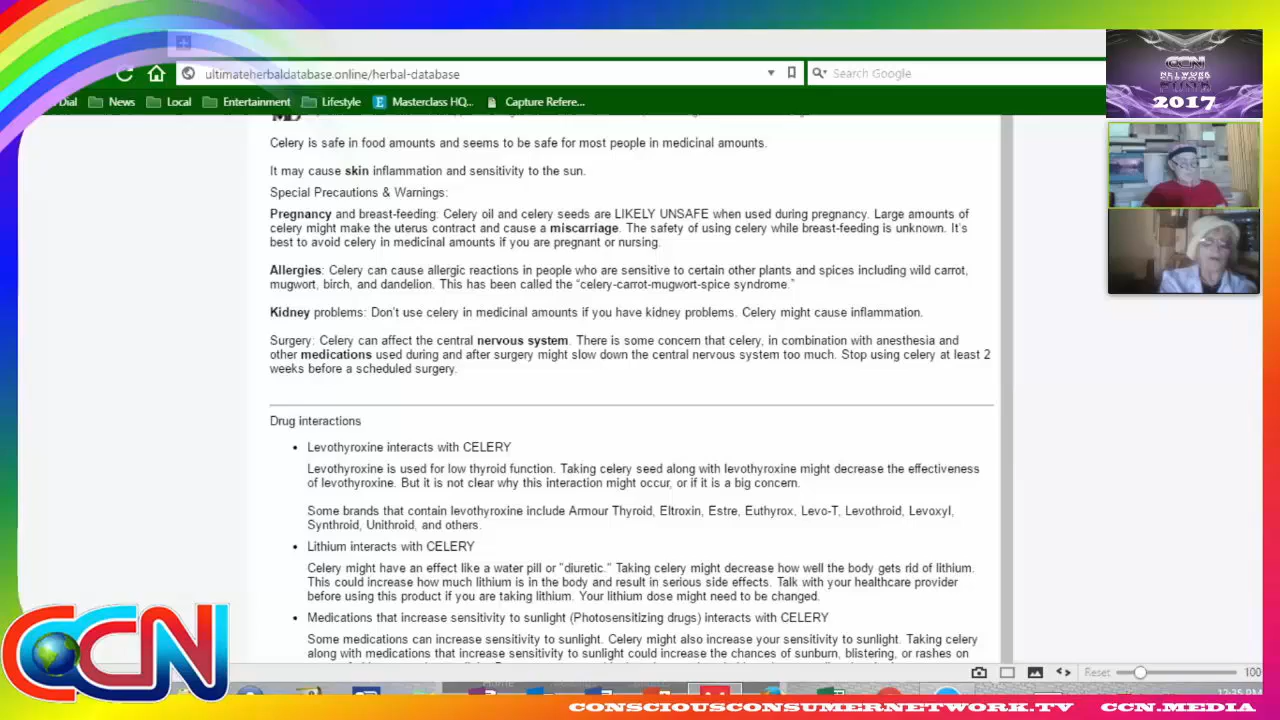 ultimateherbaldatabase.online/herbal-database
Search Google
Dial
News
Local
Entertainment
Lifestyle
Masterclass HQ...
Capture Refere...
CCN
NETWORK
SUPPORT
FUND
2017
Celery is safe in food amounts and seems to be safe for most people in medicinal amounts.
It may cause skin inflammation and sensitivity to the sun.
Special Precautions & Warnings:
Pregnancy and breast-feeding: Celery oil and celery seeds are LIKELY UNSAFE when used during pregnancy. Large amounts of
celery might make the uterus contract and cause a miscarriage. The safety of using celery while breast-feeding is unknown. It's
best to avoid celery in medicinal amounts if you are pregnant or nursing.
Allergies: Celery can cause allergic reactions in people who are sensitive to certain other plants and spices including wild carrot,
mugwort, birch, and dandelion. This has been called the “celery-carrot-mugwort-spice syndrome.”
Kidney problems: Don't use celery in medicinal amounts if you have kidney problems. Celery might cause inflammation.
Surgery: Celery can affect the central nervous system. There is some concern that celery, in combination with anesthesia and
other medications used during and after surgery might slow down the central nervous system too much. Stop using celery at least 2
weeks before a scheduled surgery.
Drug interactions
• Levothyroxine interacts with CELERY
Levothyroxine is used for low thyroid function. Taking celery seed along with levothyroxine might decrease the effectiveness
of levothyroxine. But it is not clear why this interaction might occur, or if it is a big concern.
Some brands that contain levothyroxine include Armour Thyroid, Eltroxin, Estre, Euthyrox, Levo-T, Levothroid, Levoxyl,
Synthroid, Unithroid, and others.
• Lithium interacts with CELERY
Celery might have an effect like a water pill or "diuretic." Taking celery might decrease how well the body gets rid of lithium.
This could increase how much lithium is in the body and result in serious side effects. Talk with your healthcare provider
before using this product if you are taking lithium. Your lithium dose might need to be changed.
• Medications that increase sensitivity to sunlight (Photosensitizing drugs) interacts with CELERY
Some medications can increase sensitivity to sunlight. Celery might also increase your sensitivity to sunlight. Taking celery
along with medications that increase sensitivity to sunlight could increase the chances of sunburn, blistering, or rashes on
Reset
100
12:35 PM
CCN
CONSCIOUSCONSUMERNETWORK.TV CCN.MEDIA